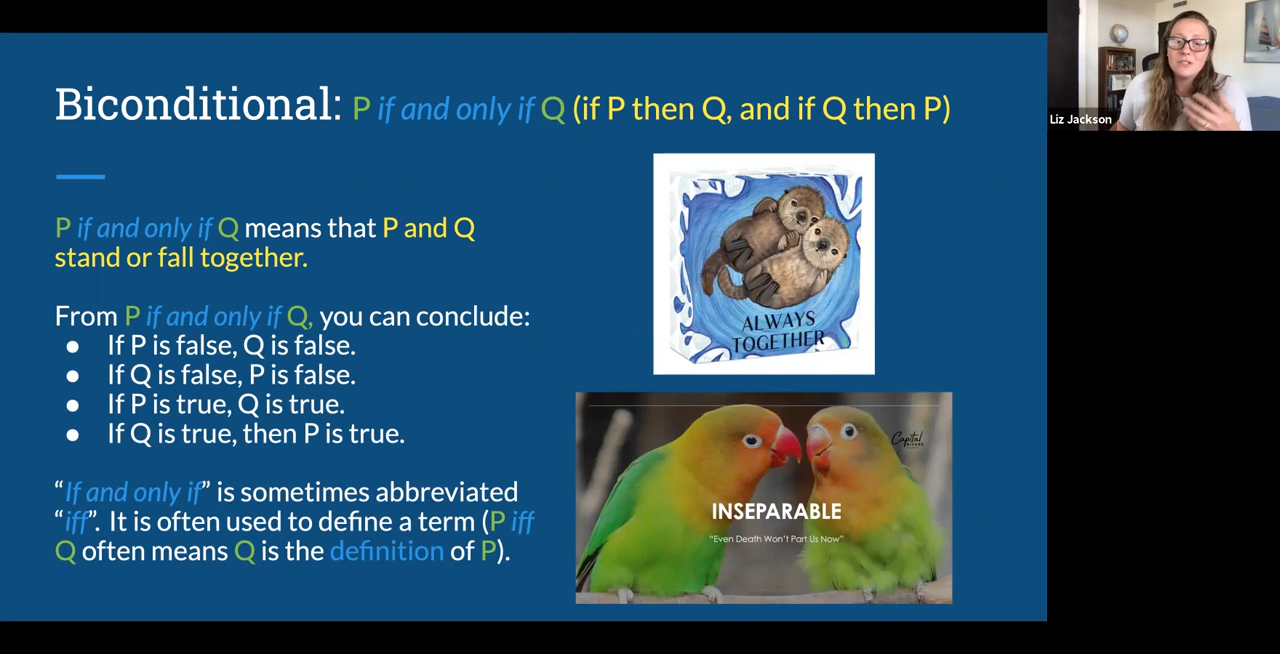 Biconditional: P if and only if Q (if P then Q, and if Q then P)
P if and only if Q means that P and Q
stand or fall together.
From P if and only if Q, you can conclude:
● If P is false, Q is false.
● If Q is false, P is false.
● If P is true, Q is true.
● If Q is true, then P is true.
“If and only if” is sometimes abbreviated
“iff”. It is often used to define a term (P iff
Q often means Q is the definition of P).
ALWAYS
TOGETHER
Capital
INSEPARABLE
“Even Death Won’t Part Us Now”
Liz Jackson